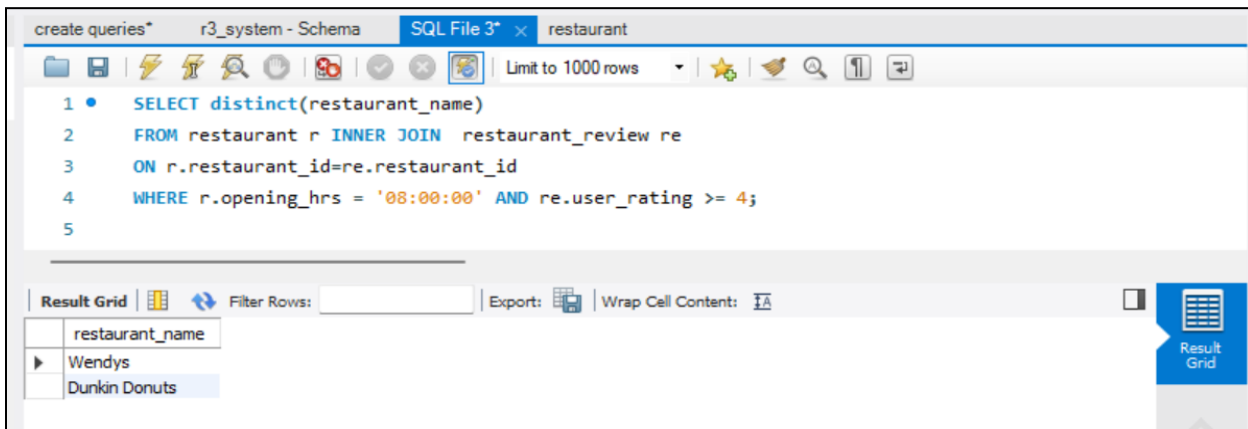 create queries* r3_system - Schema SQL File 3* × restaurant
Limit to 1000 rows
1 SELECT distinct(restaurant_name)
2 FROM restaurant r INNER JOIN  restaurant_review re
3 ON r.restaurant_id=re.restaurant_id
4 WHERE r.opening_hrs = '08:00:00' AND re.user_rating >= 4;
5
Result Grid Filter Rows: Export: Wrap Cell Content: IA
restaurant_name
Wendys
Dunkin Donuts
Result
Grid